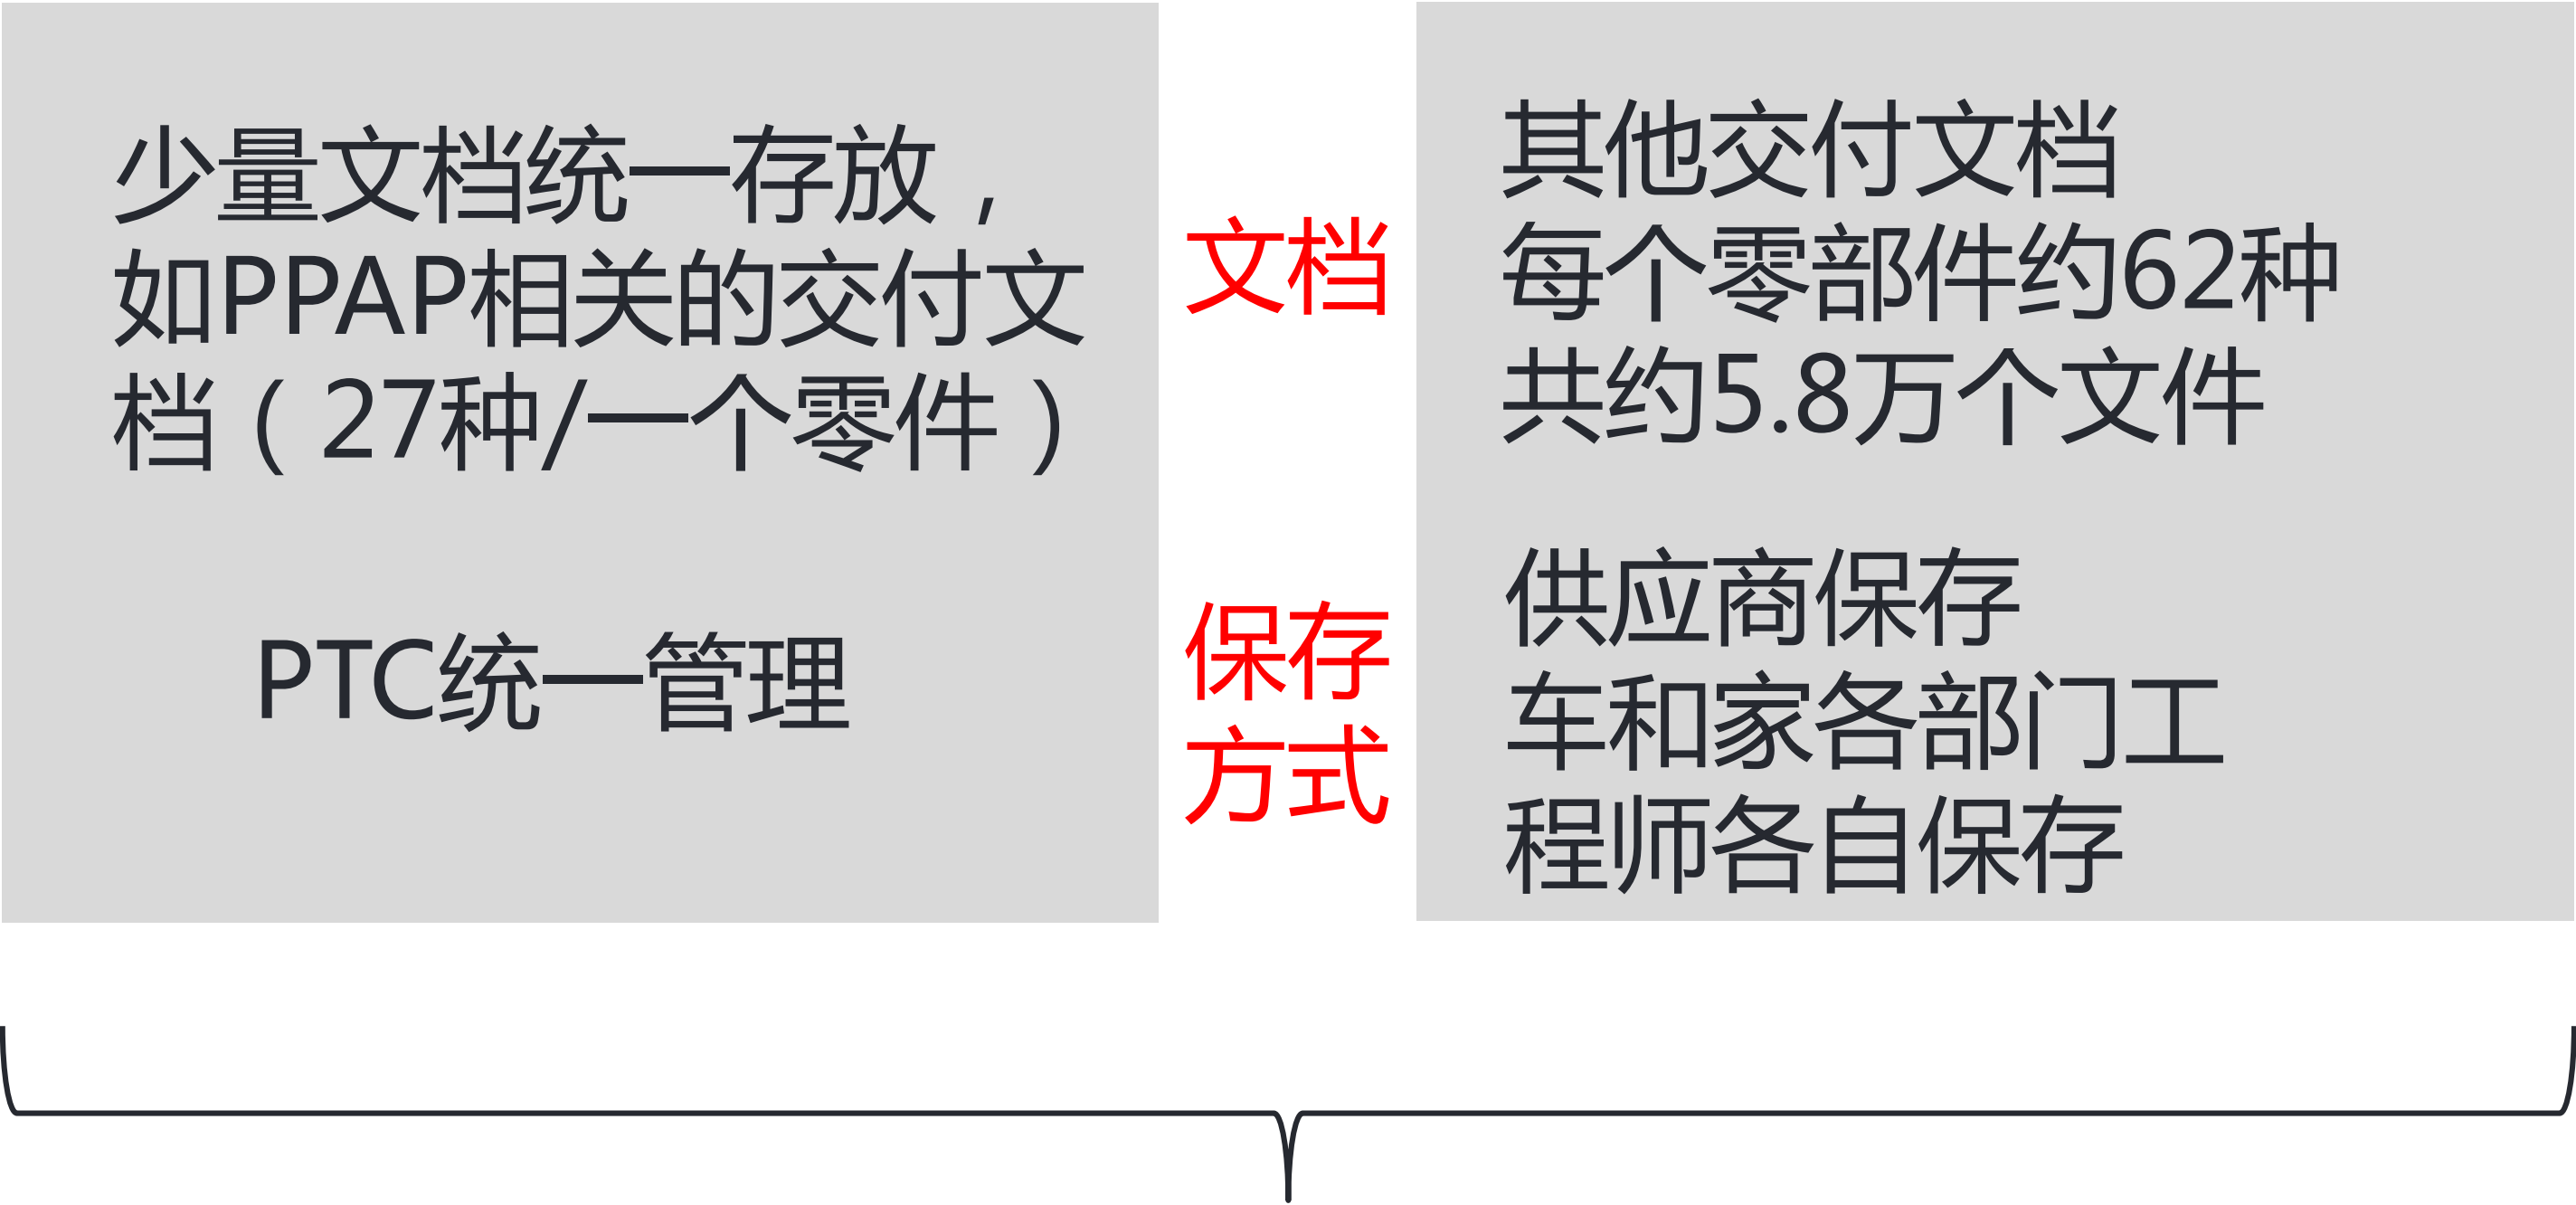 少量文档统一存放，
如PPAP相关的交付文
档（27种/一个零件）
PTC统一管理
文档
保存
方式
其他交付文档
每个零部件约62种
共约5.8万个文件
供应商保存
车和家各部门工
程师各自保存